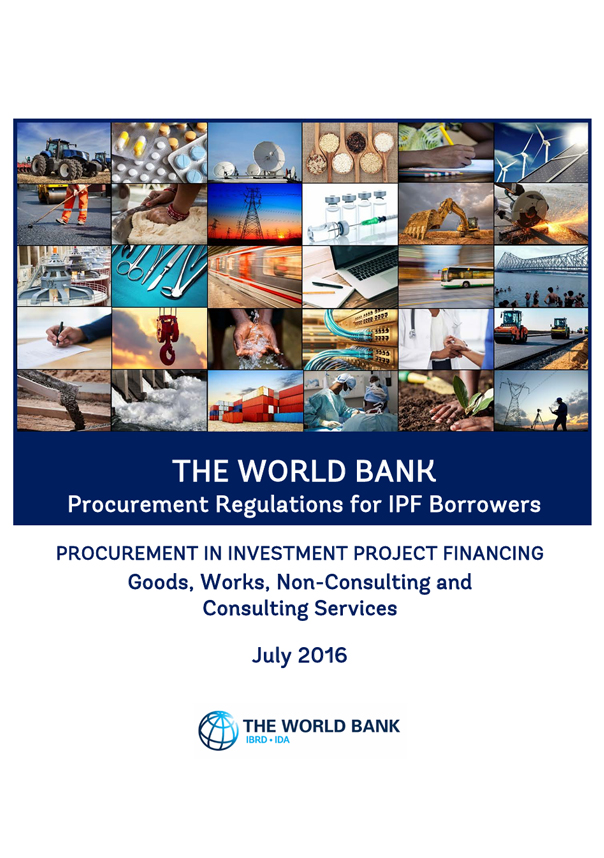 THE WORLD BANK
Procurement Regulations for IPF Borrowers
PROCUREMENT IN INVESTMENT PROJECT FINANCING
Goods, Works, Non-Consulting and
Consulting Services
July 2016
THE WORLD BANK
IBRD • IDA